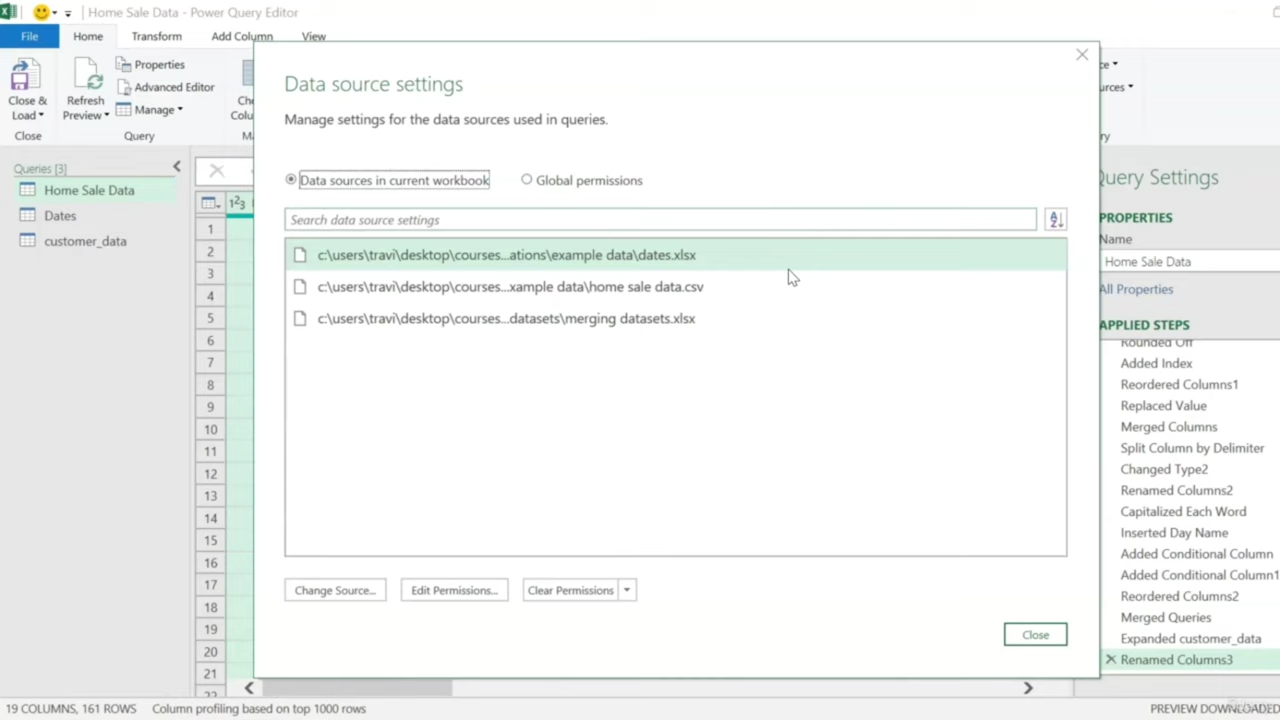 Home Sale Data - Power Query Editor
File Home Transform Add Column View
Close & Load
Refresh Preview
Properties
Advanced Editor
Manage
Close
Query
Queries [3]
Home Sale Data
Dates
customer_data
1
2
3
4
5
6
7
8
9
10
11
12
13
14
15
16
17
18
19
20
21
22
Data source settings
Manage settings for the data sources used in queries.
Data sources in current workbook Global permissions
Search data source settings
c:\users\travi\desktop\courses...ations\example data\dates.xlsx
c:\users\travi\desktop\courses...xample data\home sale data.csv
c:\users\travi\desktop\courses...datasets\merging datasets.xlsx
Change Source... Edit Permissions... Clear Permissions
Close
Query Settings
PROPERTIES
Name
Home Sale Data
All Properties
APPLIED STEPS
Rounded Off
Added Index
Reordered Columns1
Replaced Value
Merged Columns
Split Column by Delimiter
Changed Type2
Renamed Columns2
Capitalized Each Word
Inserted Day Name
Added Conditional Column
Added Conditional Column1
Reordered Columns2
Merged Queries
Expanded customer_data
Renamed Columns3
19 COLUMNS, 161 ROWS Column profiling based on top 1000 rows
PREVIEW DOWNLOADED